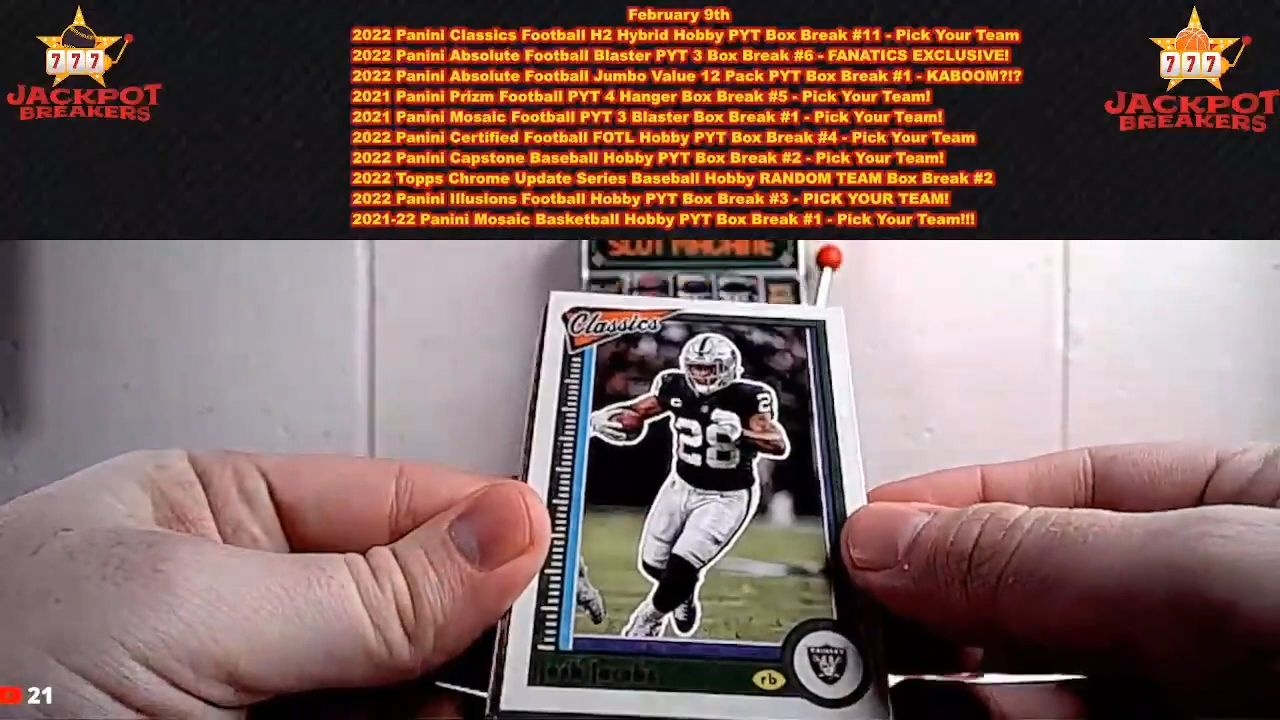 February 9th
2022 Panini Classics Football H2 Hybrid Hobby PYT Box Break #11 - Pick Your Team
2022 Panini Absolute Football Blaster PYT 3 Box Break #6 - FANATICS EXCLUSIVE!
2022 Panini Absolute Football Jumbo Value 12 Pack PYT Box Break #1 - KABOOM?!?
2021 Panini Prizm Football PYT 4 Hanger Box Break #5 - Pick Your Team!
2021 Panini Mosaic Football PYT 3 Blaster Box Break #1 - Pick Your Team!
2022 Panini Certified Football FOTL Hobby PYT Box Break #4 - Pick Your Team
2022 Panini Capstone Baseball Hobby PYT Box Break #2 - Pick Your Team!
2022 Topps Chrome Update Series Baseball Hobby RANDOM TEAM Box Break #2
2022 Panini Illusions Football Hobby PYT Box Break #3 - PICK YOUR TEAM!
2021-22 Panini Mosaic Basketball Hobby PYT Box Break #1 - Pick Your Team!!!
777
JACKPOT
BREAKERS
777
JACKPOT
BREAKERS
SLOT MACHINE
Classics
28
28
Josh Jacobs
rb
RAIDERS
21